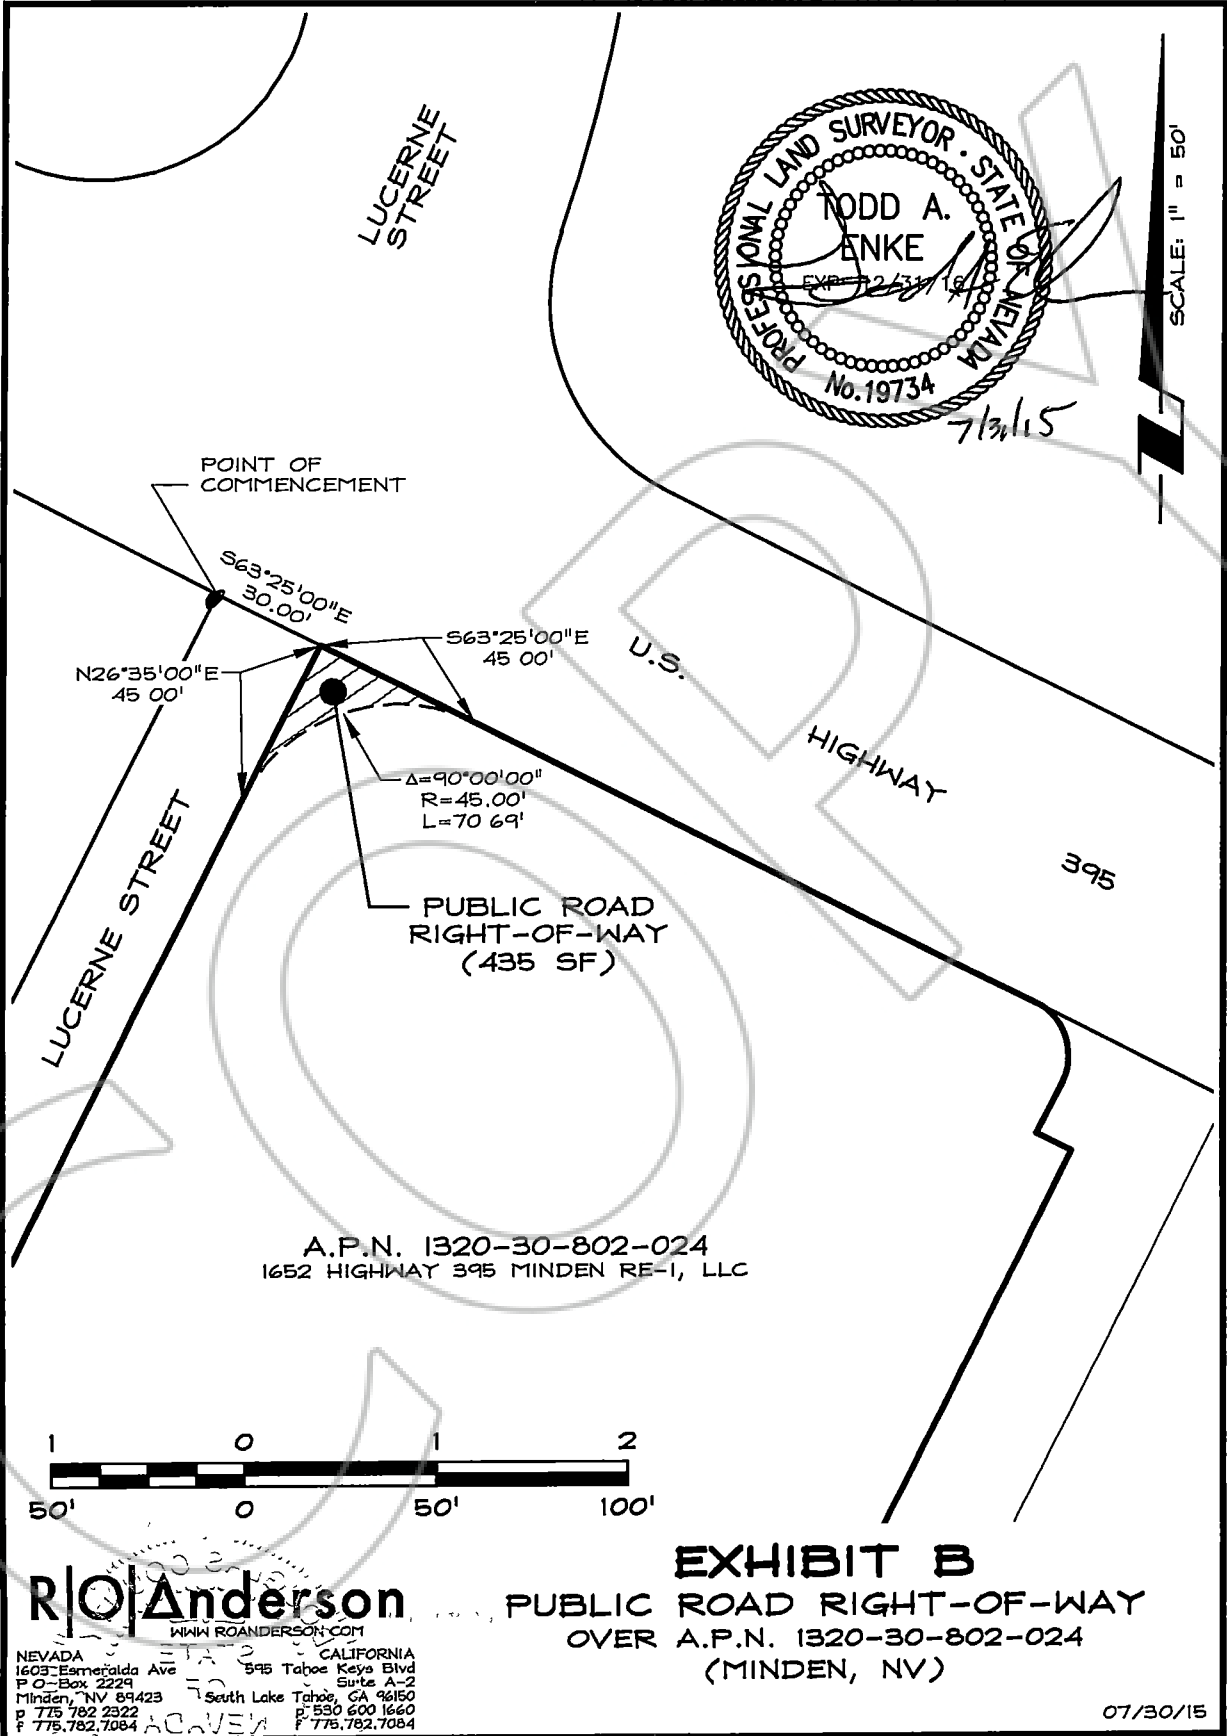 LUCERNE
STREET
PROFESSIONAL LAND SURVEYOR · STATE OF NEVADA
TODD A.
ENKE
EXP 12/31/16
No.19734
7/31/15
SCALE: 1" = 50'
POINT OF
COMMENCEMENT
S63°25'00"E
30.00'
S63°25'00"E
45 00'
N26°35'00"E
45 00'
U.S.
HIGHWAY
395
Δ=90°00'00"
R=45.00'
L=70 69'
LUCERNE STREET
PUBLIC ROAD
RIGHT-OF-WAY
(435 SF)
A.P.N. 1320-30-802-024
1652 HIGHWAY 395 MINDEN RE-1, LLC
1 0 1 2
50' 0 50' 100'
R|O|Anderson
WWW ROANDERSON.COM
NEVADA
1603 Esmeralda Ave
P O Box 2229
Minden, NV 89423
p 775 782 2322
f 775.782.7084
CALIFORNIA
595 Tahoe Keys Blvd
Suite A-2
South Lake Tahoe, CA 96150
p 530 600 1660
f 775.782.7084
EXHIBIT B
PUBLIC ROAD RIGHT-OF-WAY
OVER A.P.N. 1320-30-802-024
(MINDEN, NV)
07/30/15
COPY